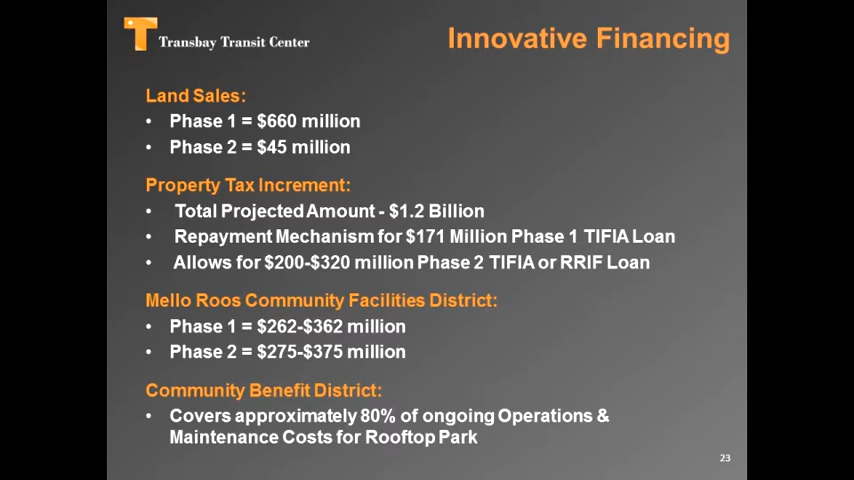 Transbay Transit Center
Innovative Financing
Land Sales:
• Phase 1 = $660 million
• Phase 2 = $45 million
Property Tax Increment:
• Total Projected Amount - $1.2 Billion
• Repayment Mechanism for $171 Million Phase 1 TIFIA Loan
• Allows for $200-$320 million Phase 2 TIFIA or RRIF Loan
Mello Roos Community Facilities District:
• Phase 1 = $262-$362 million
• Phase 2 = $275-$375 million
Community Benefit District:
• Covers approximately 80% of ongoing Operations &
Maintenance Costs for Rooftop Park
23